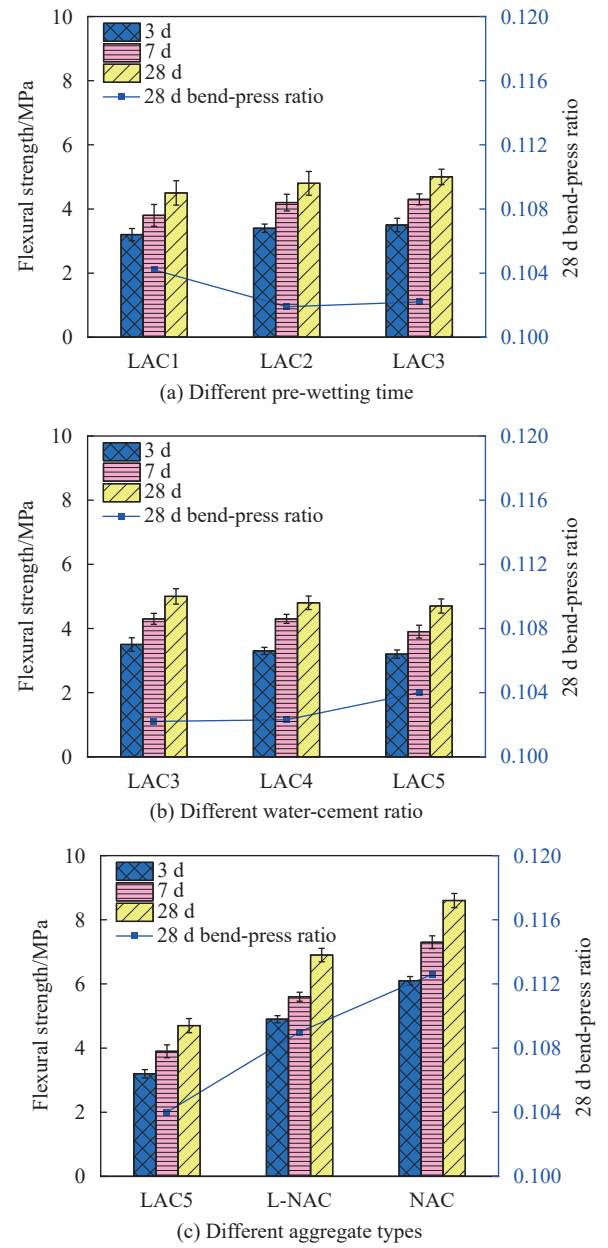 10
8
6
4
2
0
Flexural strength/MPa
3 d
7 d
28 d
28 d bend-press ratio
0.120
0.116
0.112
0.108
0.104
0.100
28 d bend-press ratio
LAC1 LAC2 LAC3
(a) Different pre-wetting time
10
8
6
4
2
0
Flexural strength/MPa
3 d
7 d
28 d
28 d bend-press ratio
0.120
0.116
0.112
0.108
0.104
0.100
28 d bend-press ratio
LAC3 LAC4 LAC5
(b) Different water-cement ratio
10
8
6
4
2
0
Flexural strength/MPa
3 d
7 d
28 d
28 d bend-press ratio
0.120
0.116
0.112
0.108
0.104
0.100
28 d bend-press ratio
LAC5 L-NAC NAC
(c) Different aggregate types